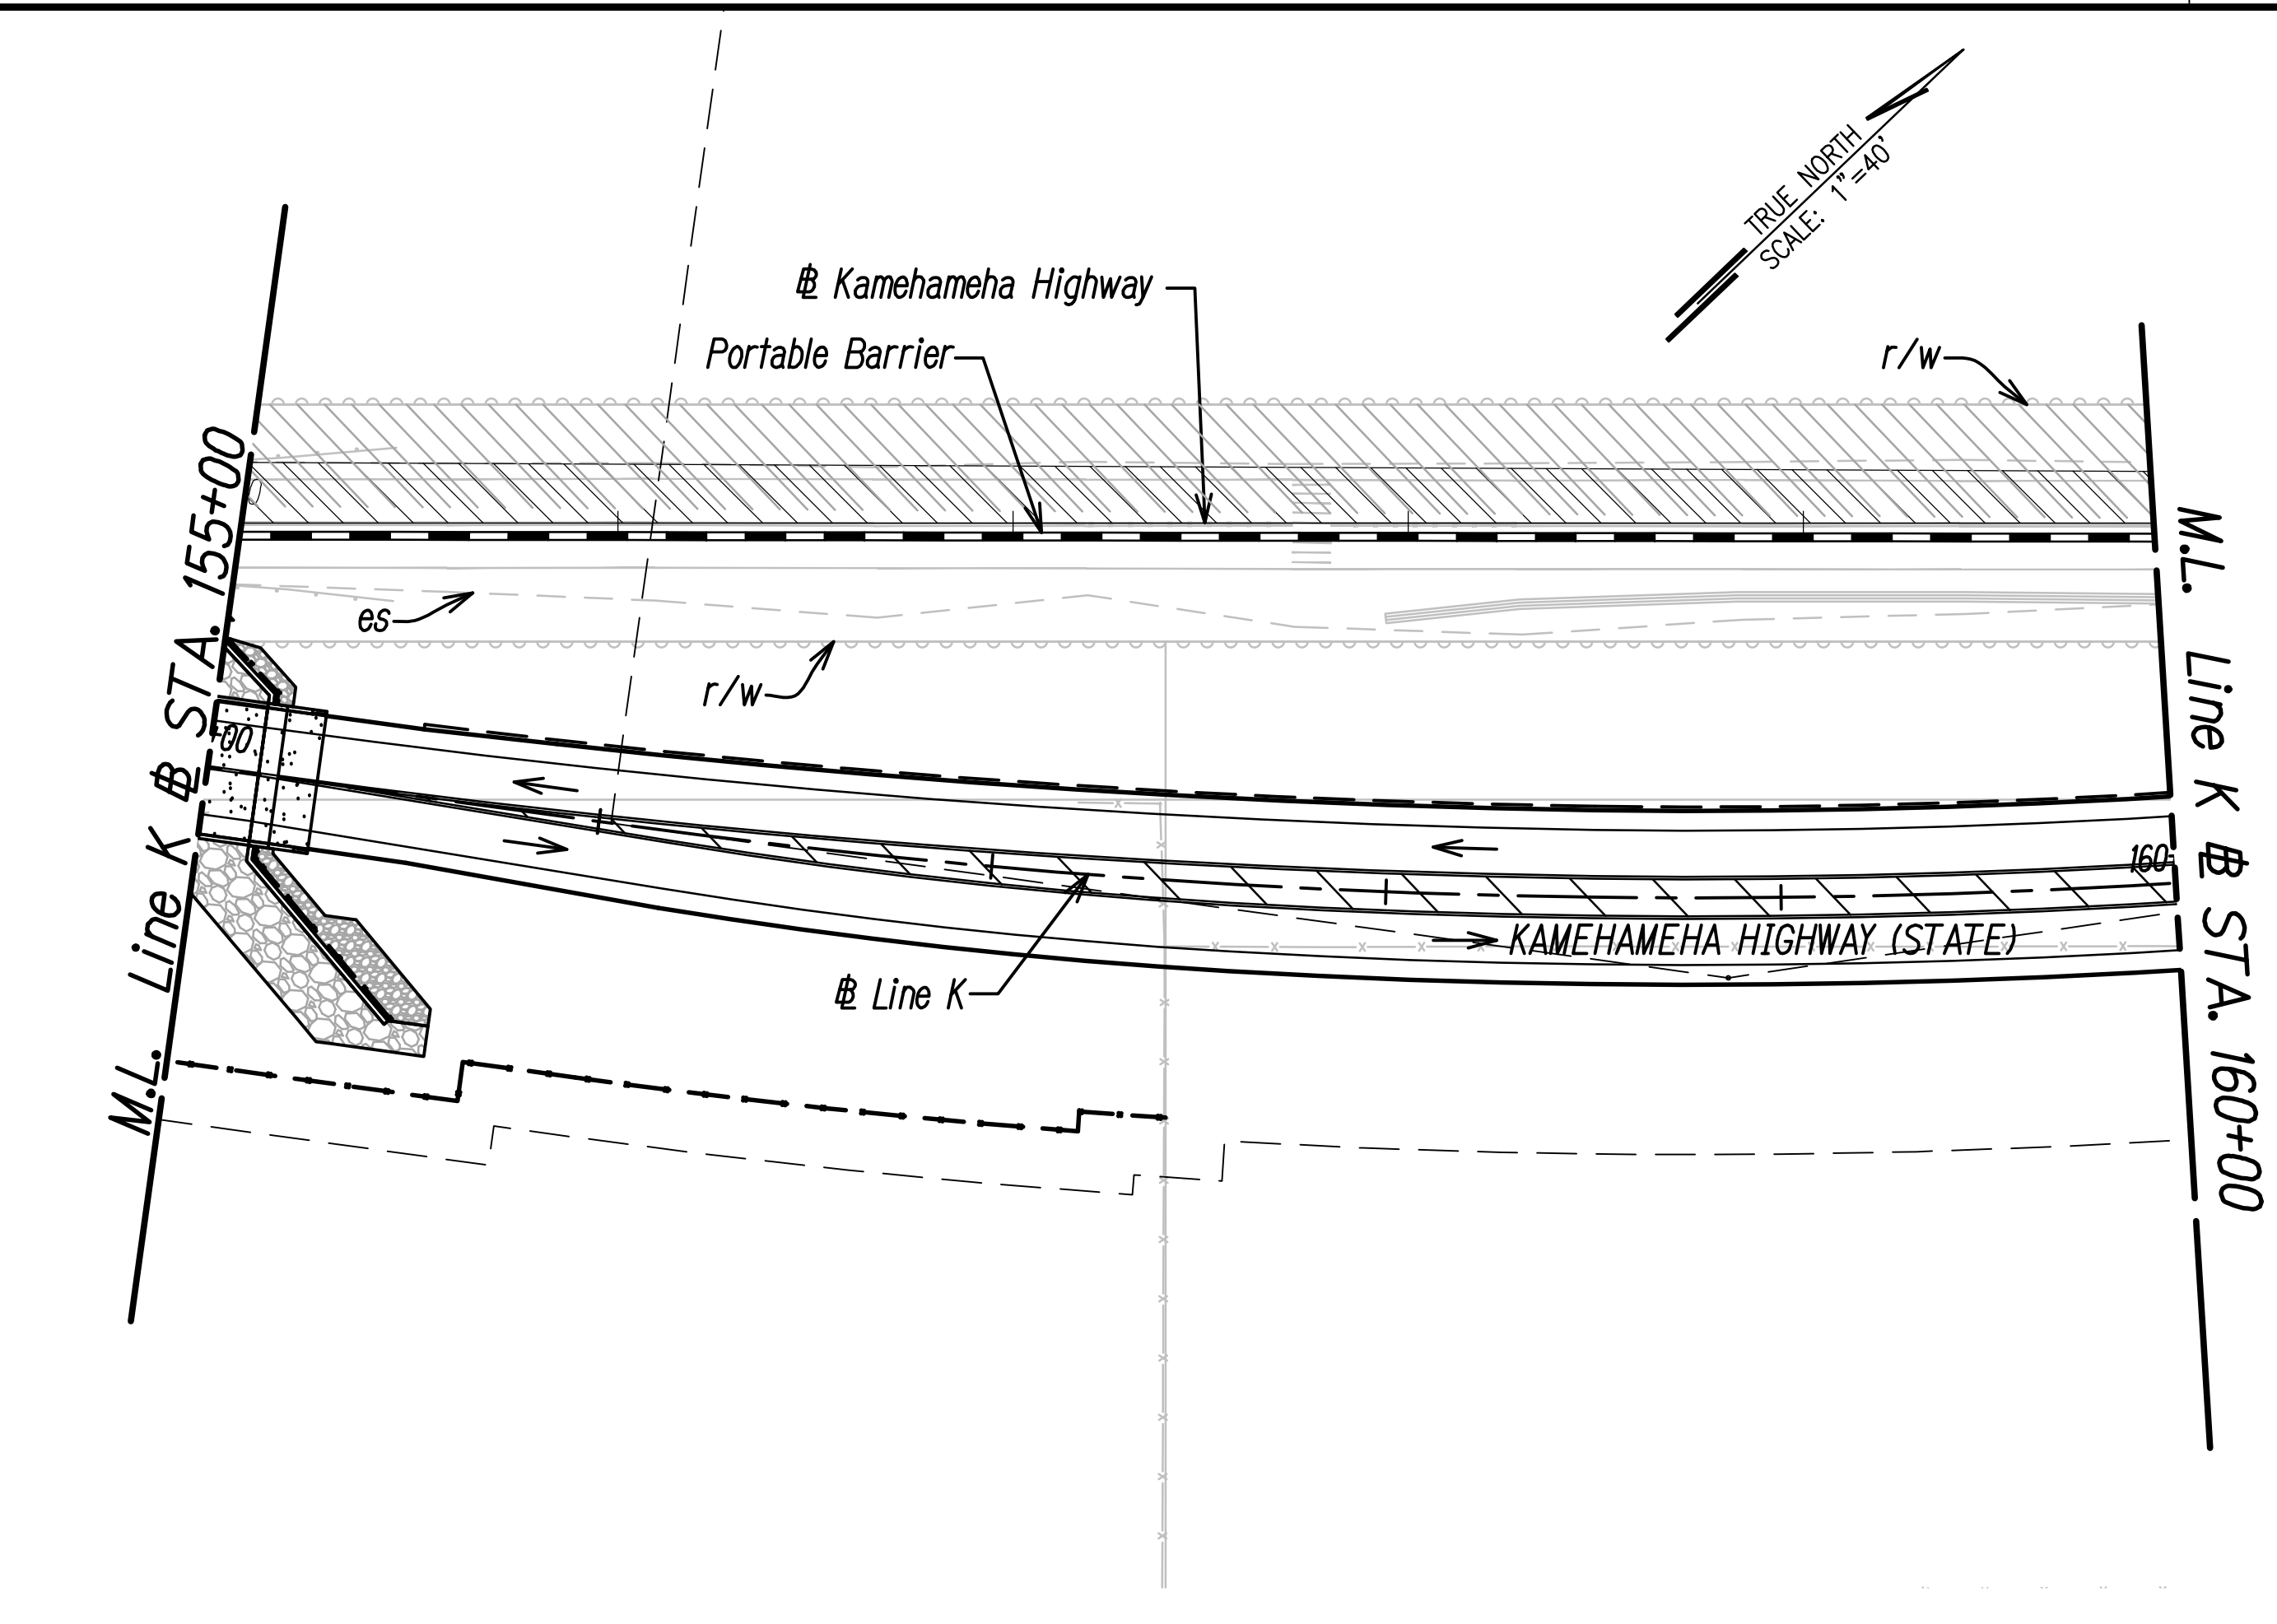 TRUE NORTH
SCALE: 1"=40'
℄ Kamehameha Highway
Portable Barrier
r/w
es
r/w
M.L. Line K ℄ STA. 155+00
+00
160
KAMEHAMEHA HIGHWAY (STATE)
℄ Line K
M.L. Line K ℄ STA. 160+00